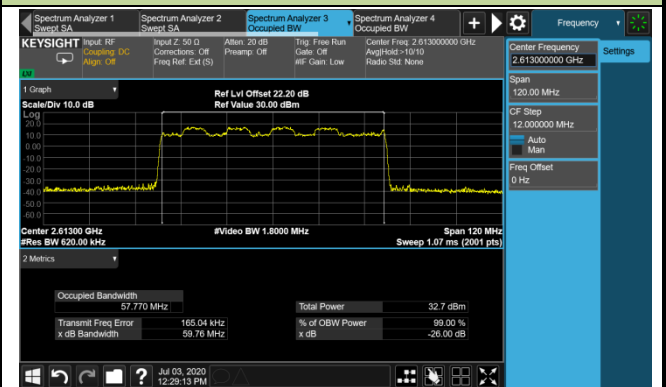 Spectrum Analyzer 1
Swept SA
Spectrum Analyzer 2
Swept SA
Spectrum Analyzer 3
Occupied BW
Spectrum Analyzer 4
Occupied BW
Frequency
KEYSIGHT
Input: RF
Coupling: DC
Align: Off
Input Z: 50 Ω
Corrections: Off
Freq Ref: Ext (S)
Atten: 20 dB
Preamp: Off
Trig: Free Run
Gate: Off
#IF Gain: Low
Center Freq: 2.613000000 GHz
Avg|Hold:>10/10
Radio Std: None
LXI
Center Frequency
2.613000000 GHz
Settings
Span
120.00 MHz
CF Step
12.000000 MHz
Auto
Man
Freq Offset
0 Hz
1 Graph
Scale/Div 10.0 dB
Ref Lvl Offset 22.20 dB
Ref Value 30.00 dBm
Log
20.0
10.0
0.00
-10.0
-20.0
-30.0
-40.0
-50.0
-60.0
Center 2.61300 GHz
#Video BW 1.8000 MHz
Span 120 MHz
#Res BW 620.00 kHz
Sweep 1.07 ms (2001 pts)
2 Metrics
Occupied Bandwidth
57.770 MHz
Total Power
32.7 dBm
Transmit Freq Error
165.04 kHz
% of OBW Power
99.00 %
x dB Bandwidth
59.76 MHz
x dB
-26.00 dB
?
Jul 03, 2020
12:29:13 PM